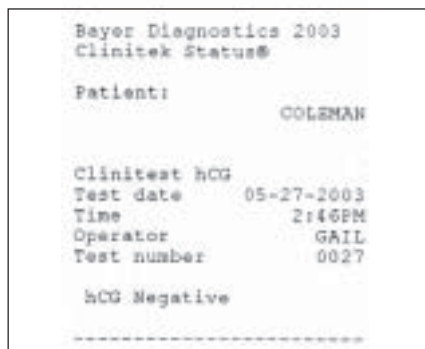 Bayer Diagnostics 2003
Clinitek Status®
Patient:
COLEMAN
Clinitest hCG
Test date 05-27-2003
Time 2:46PM
Operator GAIL
Test number 0027
hCG Negative
------------------------